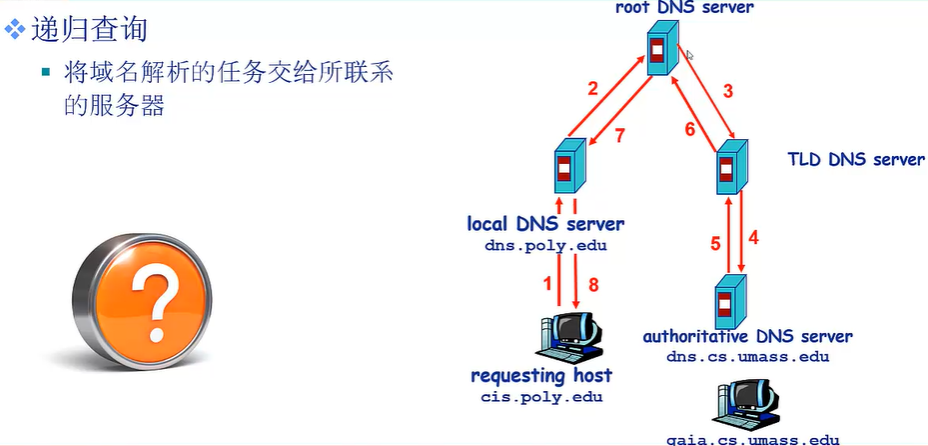 递归查询
将域名解析的任务交给所联系
的服务器
?
root DNS server
2
3
7
6
TLD DNS server
local DNS server
dns.poly.edu
5
4
1
8
authoritative DNS server
dns.cs.umass.edu
requesting host
cis.poly.edu
gaia.cs.umass.edu